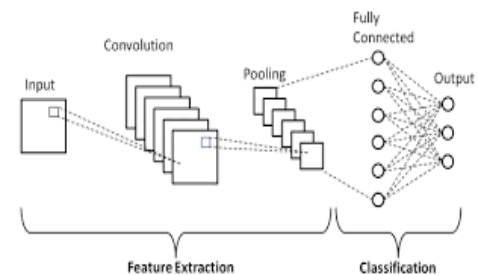 Fully
Connected
Convolution
Pooling
Output
Input
Feature Extraction
Classification